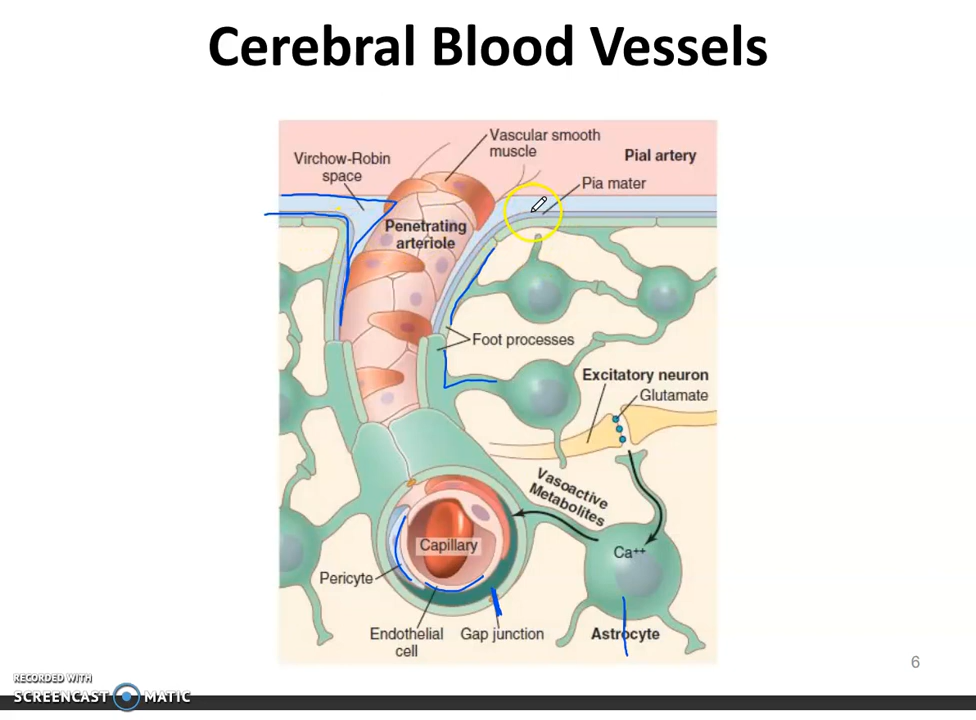 Cerebral Blood Vessels
Vascular smooth
muscle
Pial artery
Virchow-Robin
space
Pia mater
Penetrating
arteriole
Foot processes
Excitatory neuron
Glutamate
Vasoactive
Metabolites
Capillary
Ca++
Pericyte
Endothelial
cell
Gap junction
Astrocyte
6
RECORDED WITH
SCREENCAST MATIC